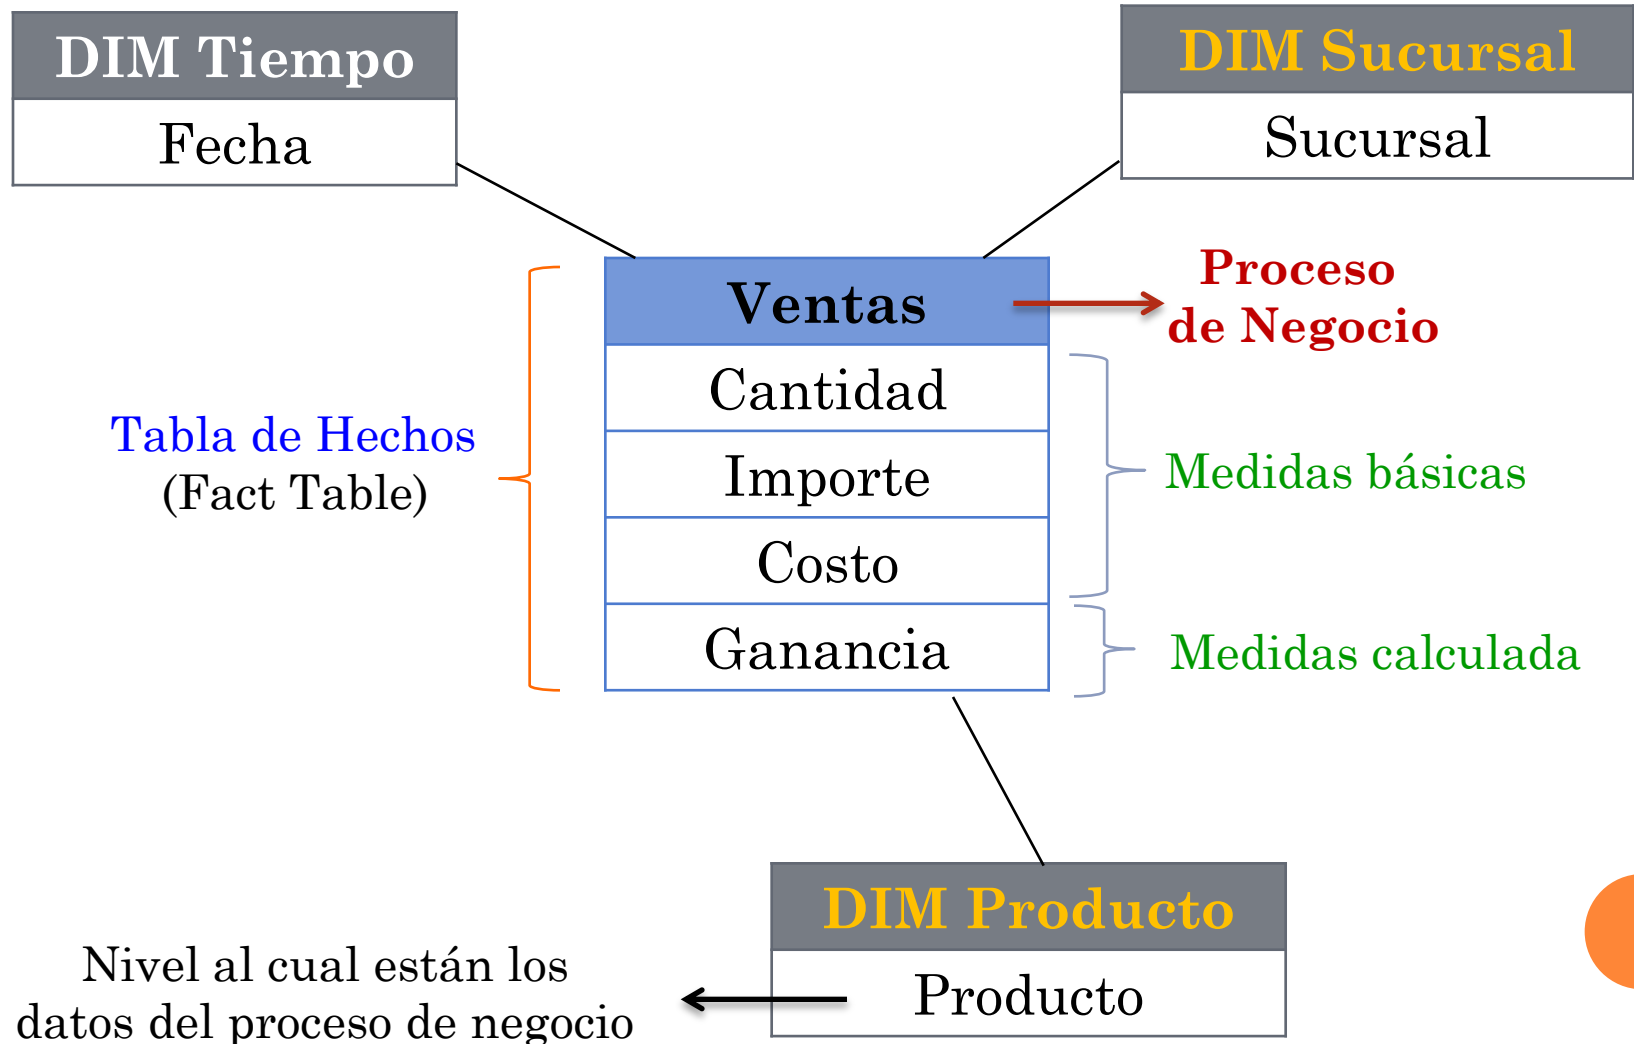 DIM Tiempo
Fecha
DIM Sucursal
Sucursal
Ventas
Cantidad
Importe
Costo
Ganancia
Proceso
de Negocio
Tabla de Hechos
(Fact Table)
Medidas básicas
Medidas calculada
DIM Producto
Producto
Nivel al cual están los
datos del proceso de negocio